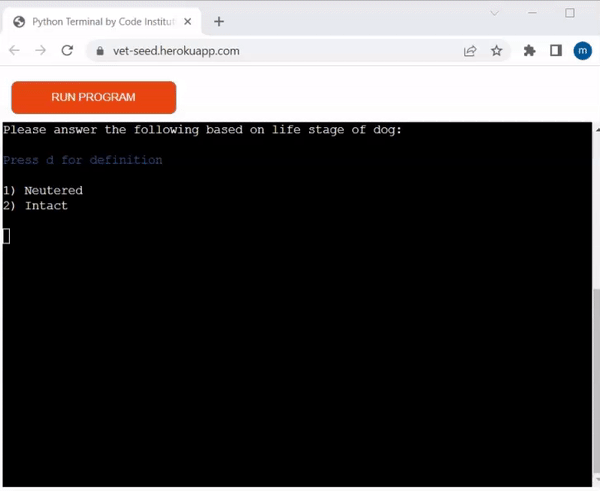 Python Terminal by Code Institut
vet-seed.herokuapp.com
m
RUN PROGRAM
Please answer the following based on life stage of dog:
Press d for definition
1) Neutered
2) Intact